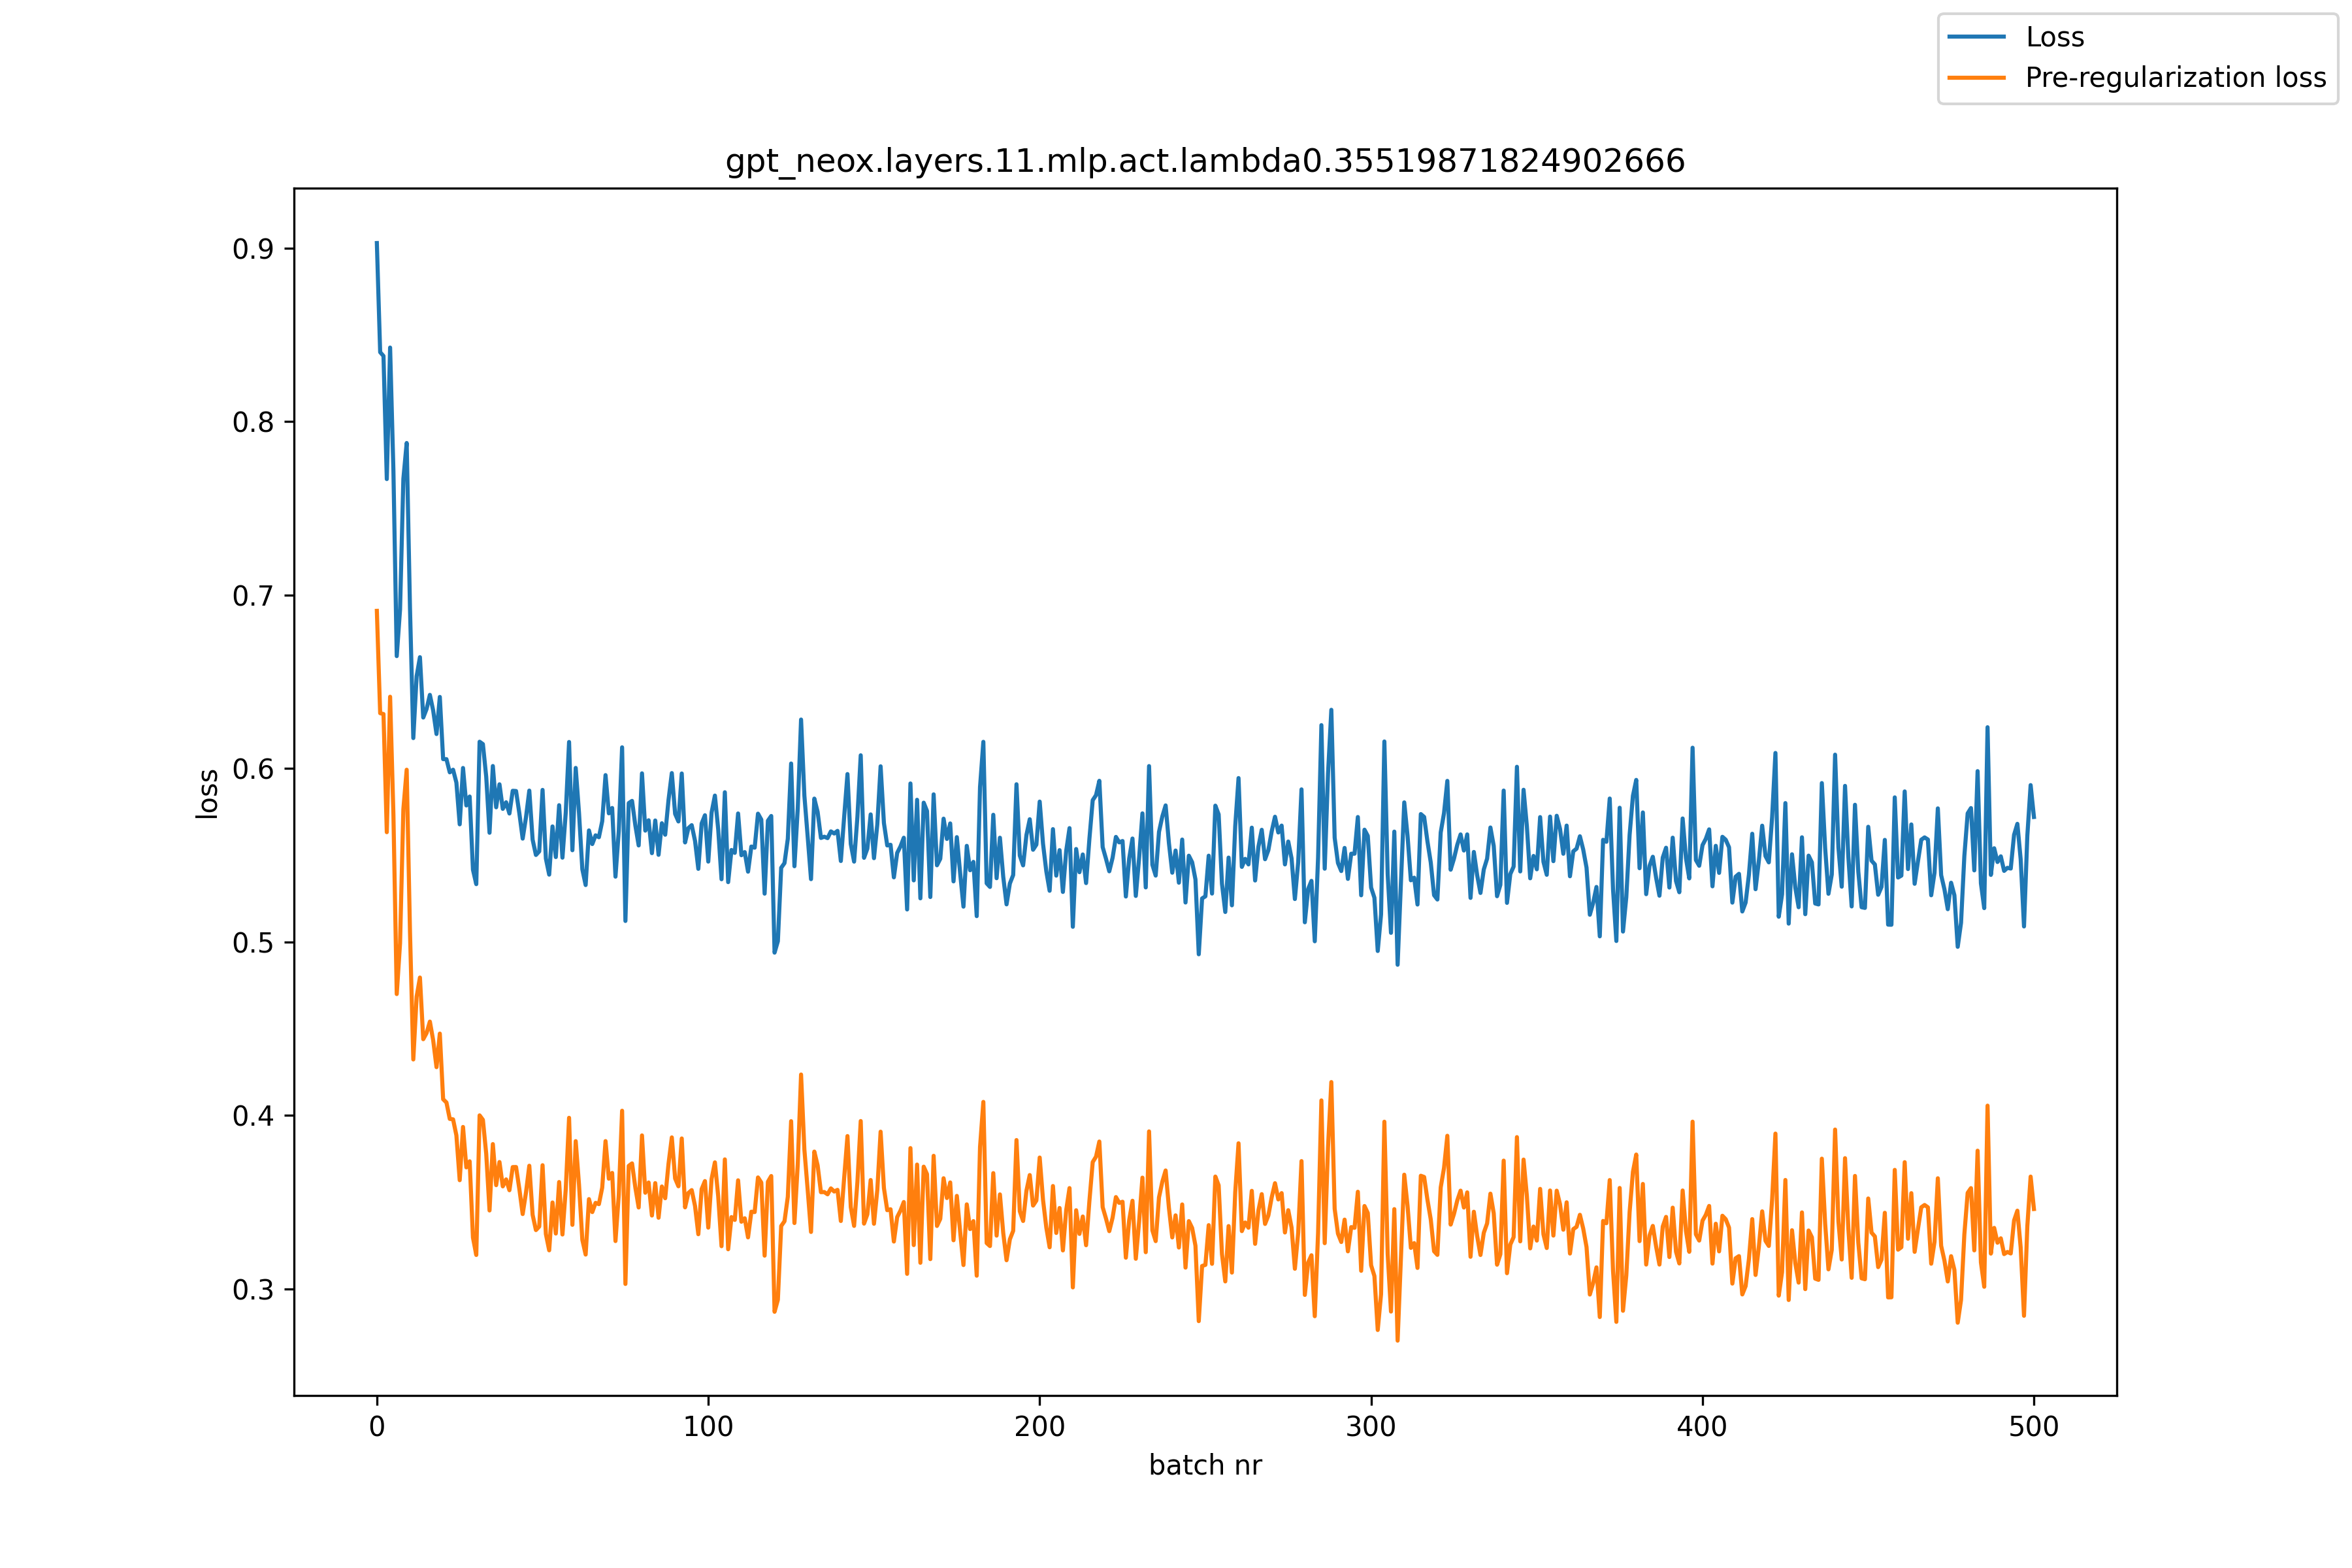 Loss
Pre-regularization loss
gpt_neox.layers.11.mlp.act.lambda0.35519871824902666
0.9
0.8
0.7
0.6
0.5
0.4
0.3
loss
0 100 200 300 400 500
batch nr